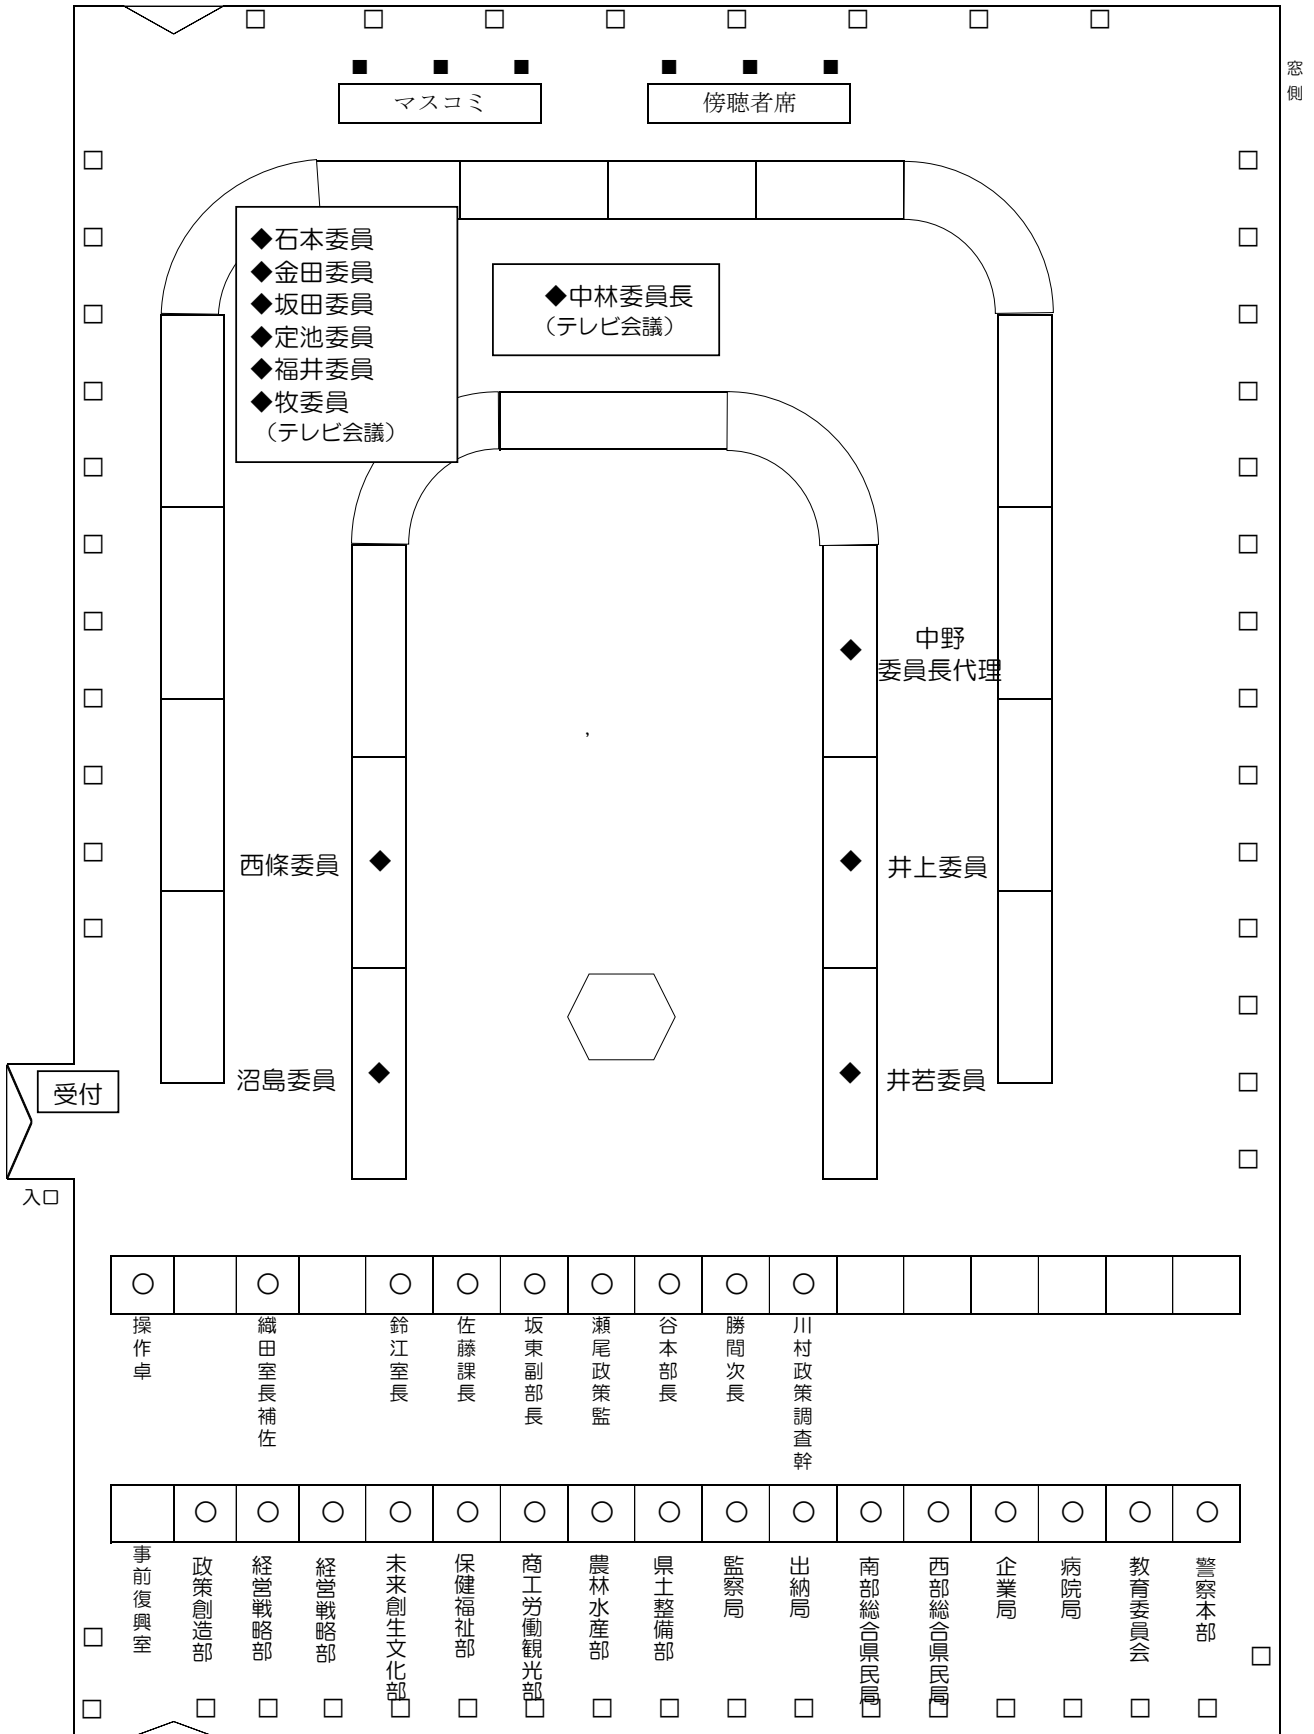 窓側
マスコミ
傍聴者席
◆石本委員
◆金田委員
◆坂田委員
◆定池委員
◆福井委員
◆牧委員
（テレビ会議）
◆中林委員長
（テレビ会議）
中野
委員長代理
，
西條委員
井上委員
沼島委員
井若委員
受付
入口
操作卓
織田室長補佐
鈴江室長
佐藤課長
坂東副部長
瀬尾政策監
谷本部長
勝間次長
川村政策調査幹
事前復興室
政策創造部
経営戦略部
経営戦略部
未来創生文化部
保健福祉部
商工労働観光部
農林水産部
県土整備部
監察局
出納局
南部総合県民局
西部総合県民局
企業局
病院局
教育委員会
警察本部